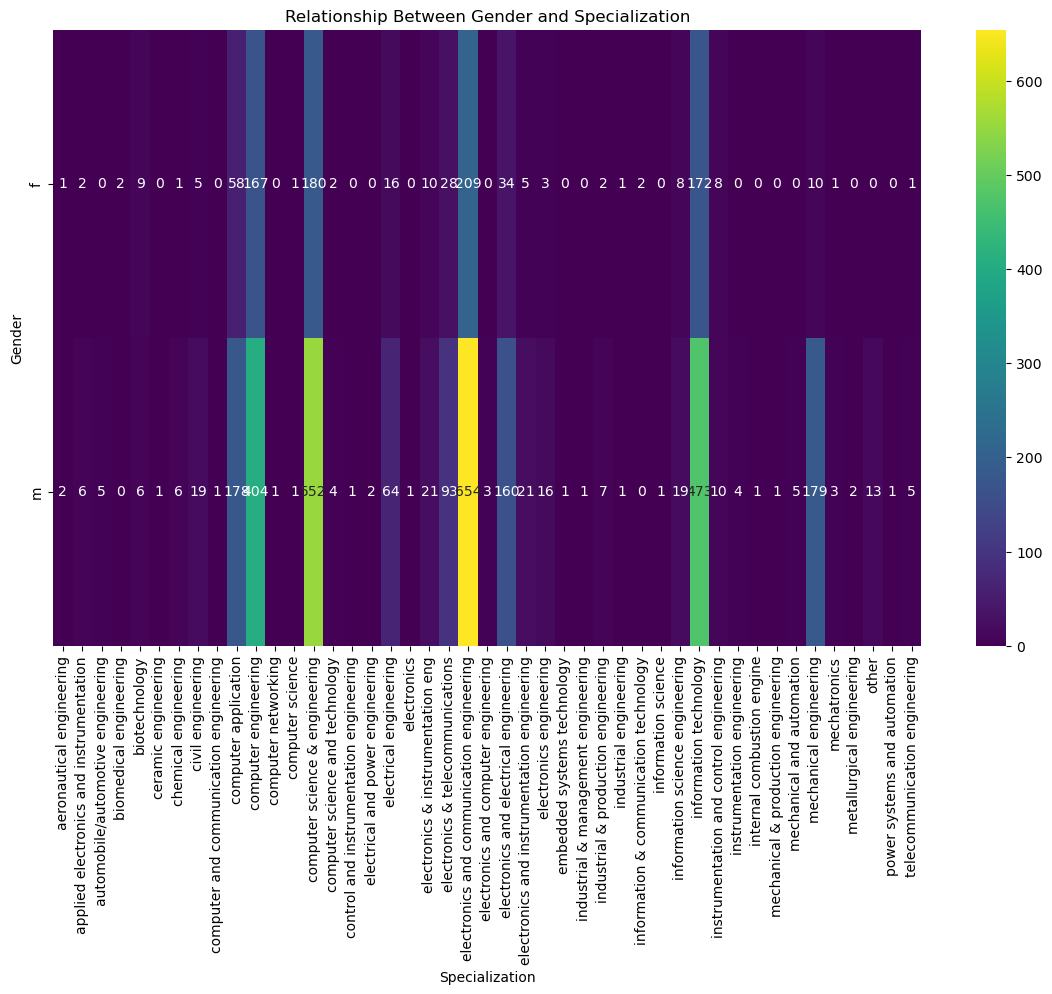 Relationship Between Gender and Specialization
f 1 2 0 2 9 0 1 5 0 58 167 0 1 180 2 0 0 16 0 10 28 209 0 34 5 3 0 0 2 1 2 0 8 172 8 0 0 0 0 10 1 0 0 0 1
m 2 6 5 0 6 1 6 19 1 178 404 1 1 552 4 1 2 64 1 21 93 654 3 160 21 16 1 1 7 1 0 1 19 473 10 4 1 1 5 179 3 2 13 1 5
Gender
aeronautical engineering
applied electronics and instrumentation
automobile/automotive engineering
biomedical engineering
biotechnology
ceramic engineering
chemical engineering
civil engineering
computer and communication engineering
computer application
computer engineering
computer networking
computer science
computer science & engineering
computer science and technology
control and instrumentation engineering
electrical and power engineering
electrical engineering
electronics
electronics & instrumentation eng
electronics & telecommunications
electronics and communication engineering
electronics and computer engineering
electronics and electrical engineering
electronics and instrumentation engineering
electronics engineering
embedded systems technology
industrial & management engineering
industrial & production engineering
industrial engineering
information & communication technology
information science
information science engineering
information technology
instrumentation and control engineering
instrumentation engineering
internal combustion engine
mechanical & production engineering
mechanical and automation
mechanical engineering
mechatronics
metallurgical engineering
other
power systems and automation
telecommunication engineering
Specialization
600
500
400
300
200
100
0